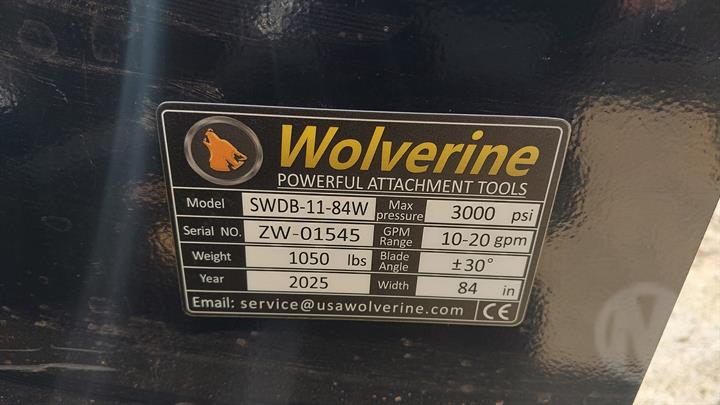 Wolverine
POWERFUL ATTACHMENT TOOLS
Model SWDB-11-84W Max pressure 3000 psi
Serial NO. ZW-01545 GPM Range 10-20 gpm
Weight 1050 lbs Blade Angle ±30°
Year 2025 Width 84 in
Email: service@usawolverine.com CE
M